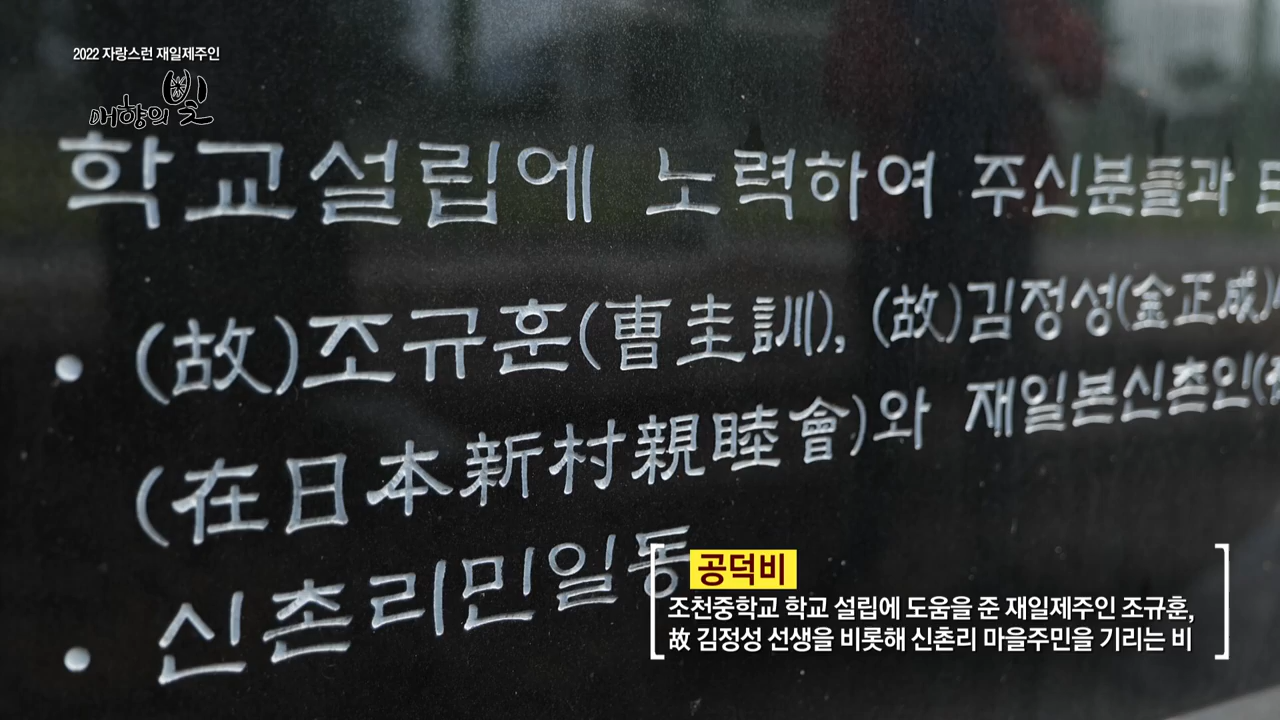 2022 자랑스런 재일제주인
애향의 빛
학교설립에 노력하여 주신분들과
• (故)조규훈(曺圭訓), (故)김정성(金正成)
(在日本新村親睦會)와 재일본신촌인(
• 신촌리민일동
공덕비
조천중학교 학교 설립에 도움을 준 재일제주인 조규훈,
故 김정성 선생을 비롯해 신촌리 마을주민을 기리는 비